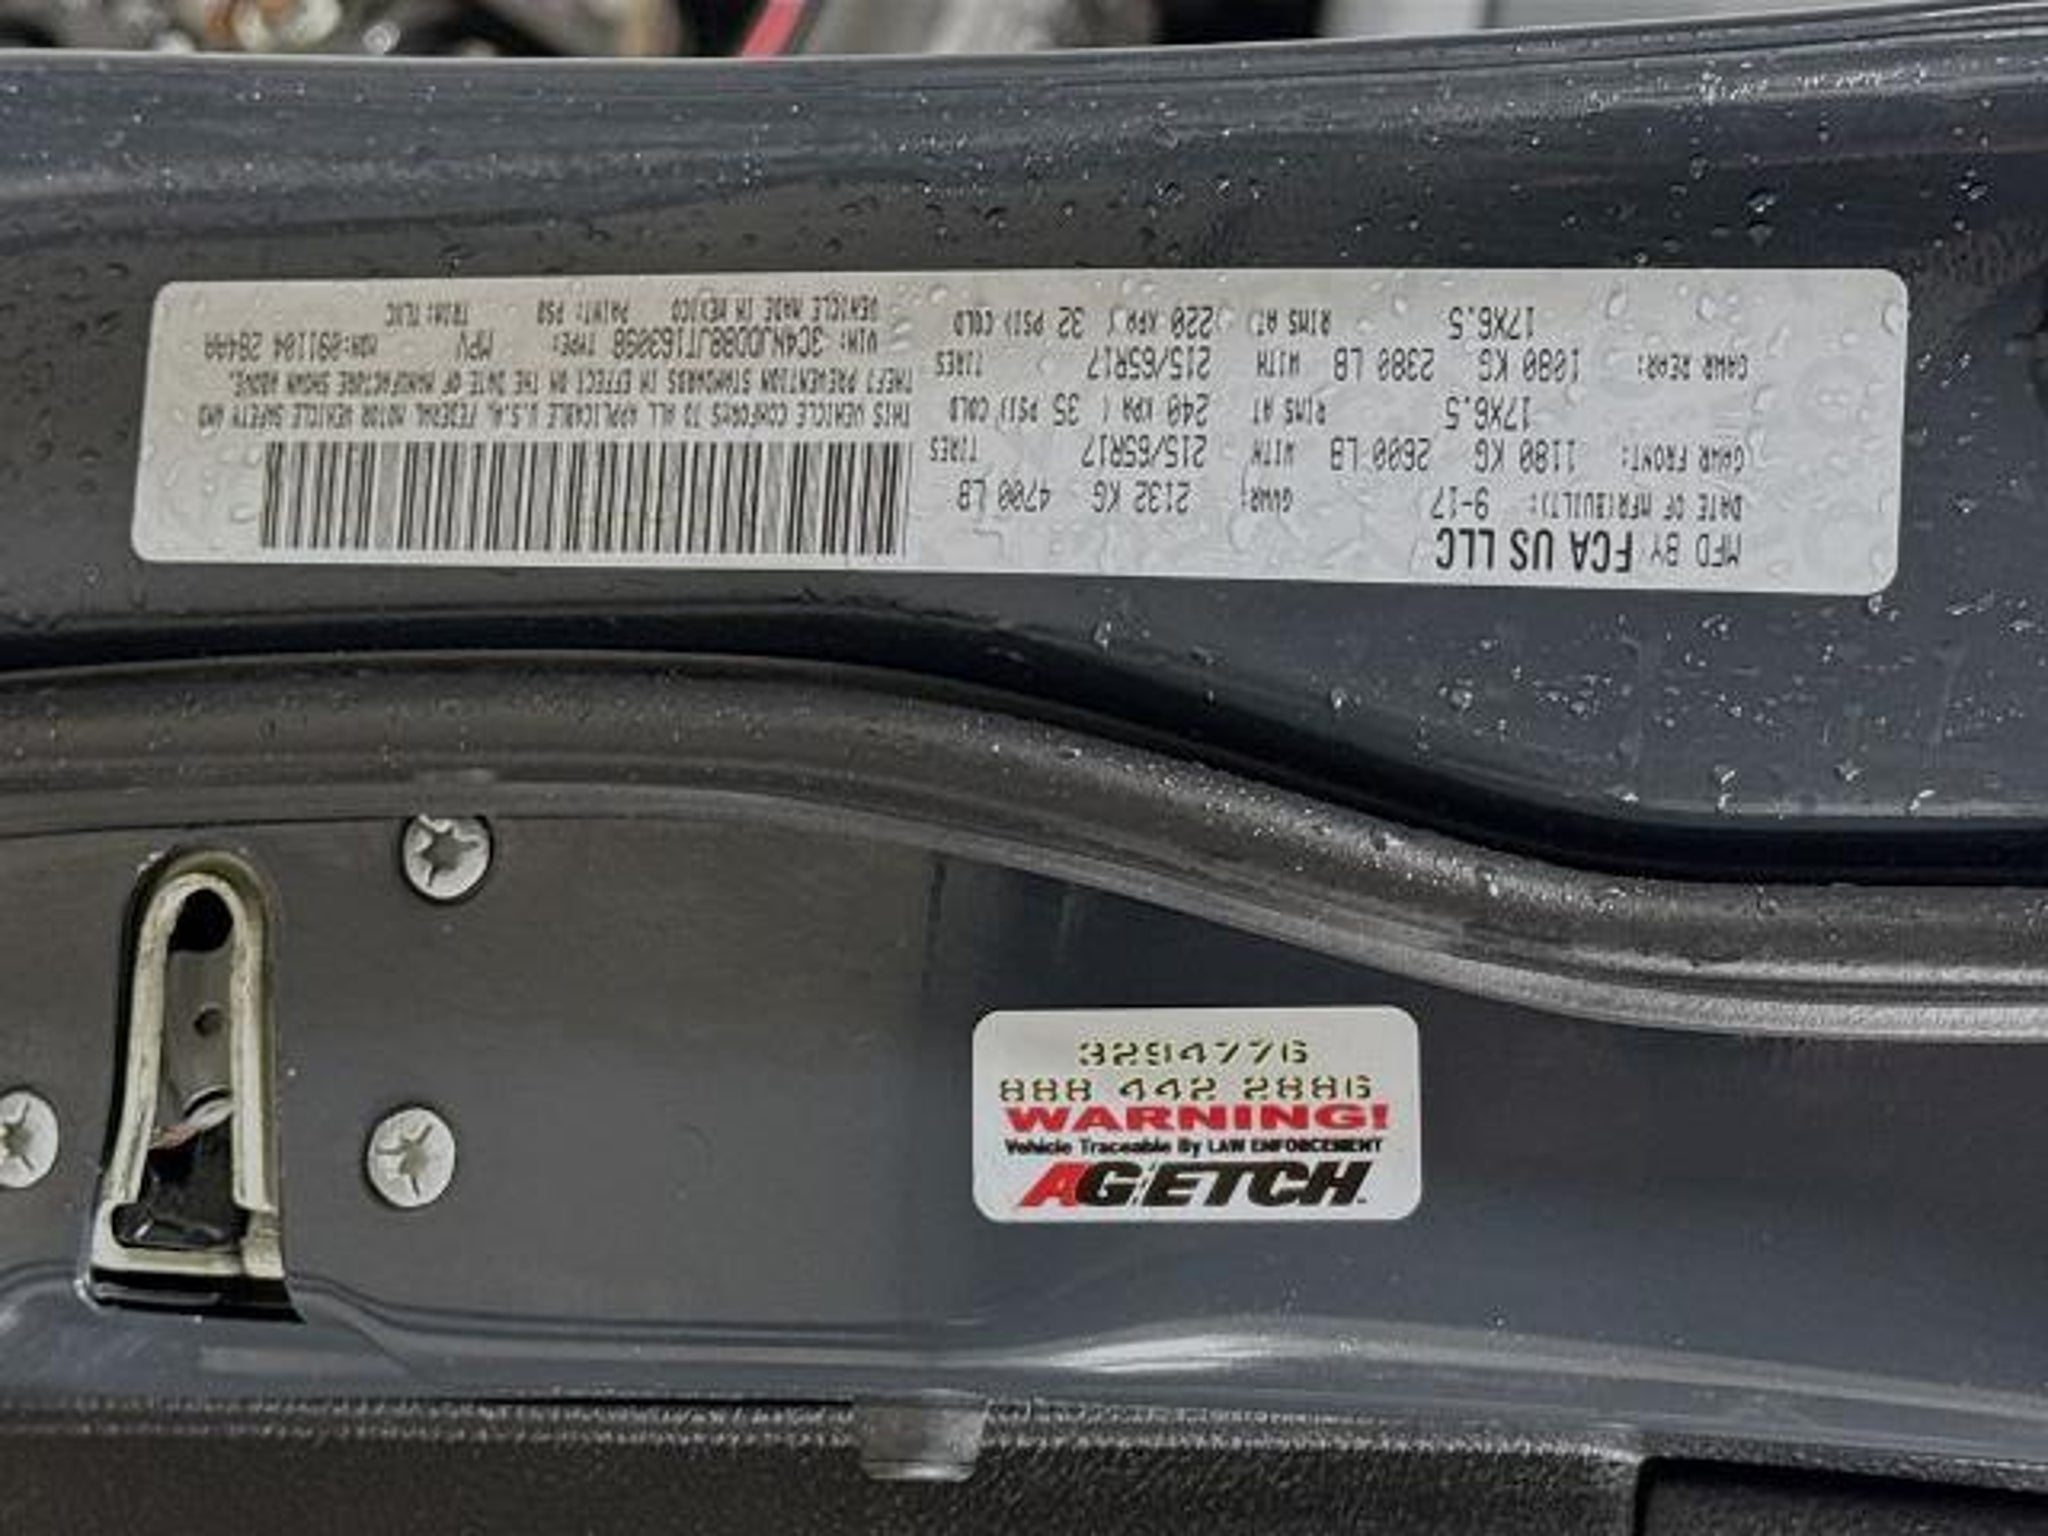 MFD BY FCA US LLC
DATE OF MFR(BUILT): 9-17 GVWR: 2132 KG 4700 LB
GAWR FRONT: 1180 KG 2600 LB WITH 215/65R17 TIRES
17X6.5 RIMS AT 240 KPA ( 35 PSI) COLD
GAWR REAR: 1080 KG 2380 LB WITH 215/65R17 TIRES
17X6.5 RIMS AT 220 KPA ( 32 PSI) COLD
THIS VEHICLE CONFORMS TO ALL APPLICABLE U.S.A. FEDERAL MOTOR VEHICLE SAFETY AND
THEFT PREVENTION STANDARDS IN EFFECT ON THE DATE OF MANUFACTURE SHOWN ABOVE.
VIN: TYPE: MPV MDH:091104 284AA
VEHICLE MADE IN MEXICO PAINT: TRIM:
3294776
888 442 2886
WARNING!
Vehicle Traceable By LAW ENFORCEMENT
AGETCH